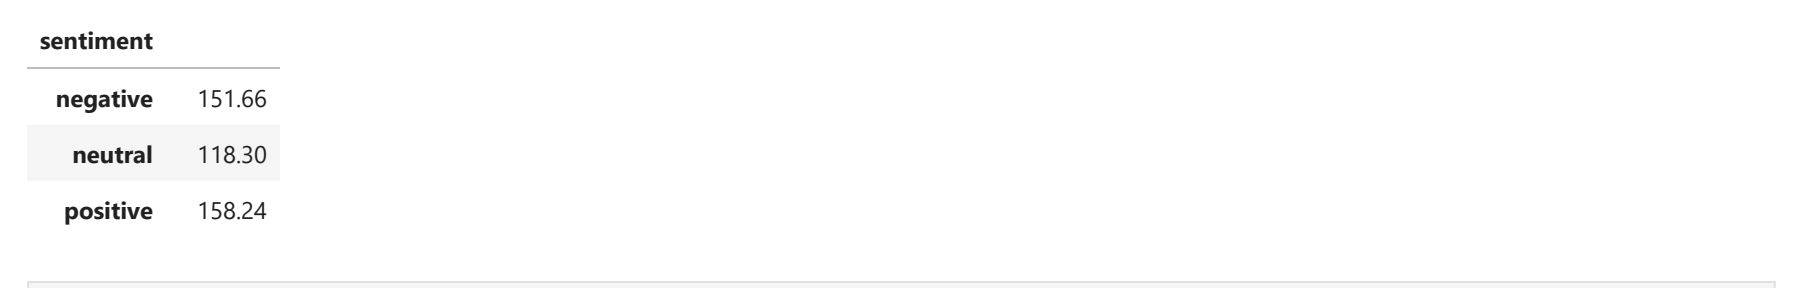 sentiment
negative 151.66
neutral 118.30
positive 158.24